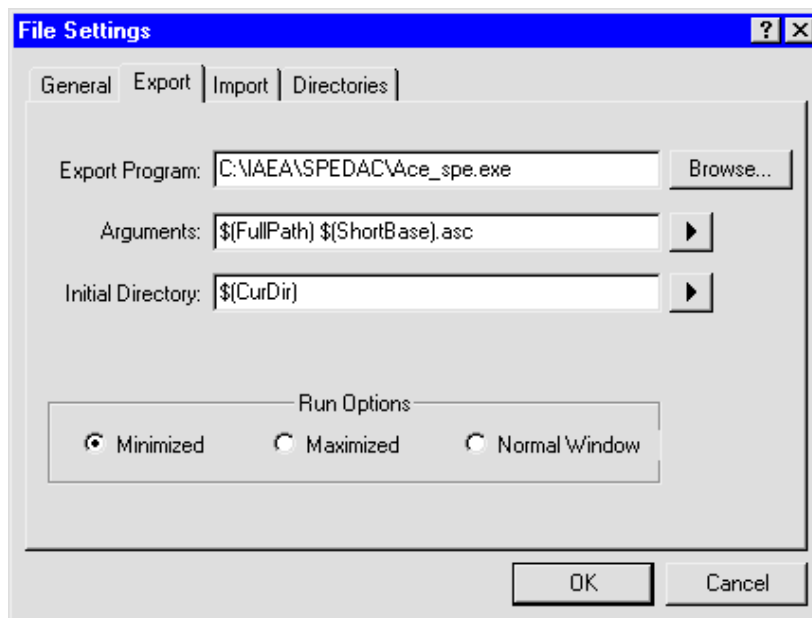 File Settings
General Export Import Directories
Export Program: C:\IAEA\SPEDAC\Ace_spe.exe Browse...
Arguments: $(FullPath) $(ShortBase).asc
Initial Directory: $(CurDir)
Run Options
Minimized Maximized Normal Window
OK Cancel